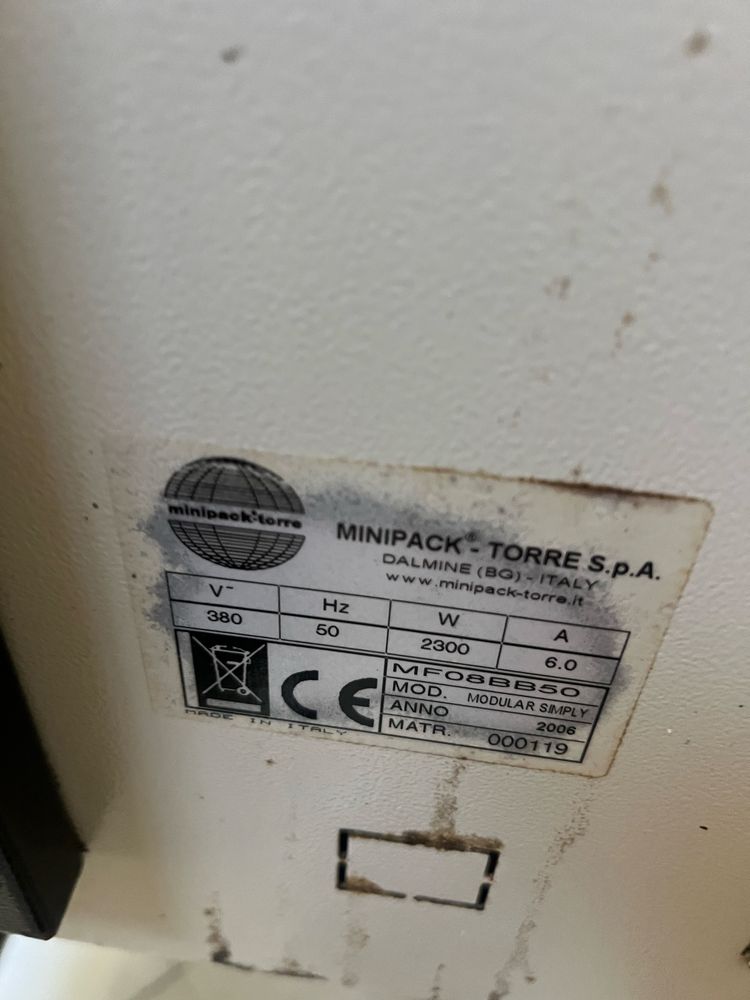 minipack-torre
MINIPACK® - TORRE S.p.A.
DALMINE (BG) - ITALY
www.minipack-torre.it
V~ Hz W A
380 50 2300 6.0
CE
MF08BB50
MOD. MODULAR SIMPLY
ANNO 2006
MATR. 000119
MADE IN ITALY